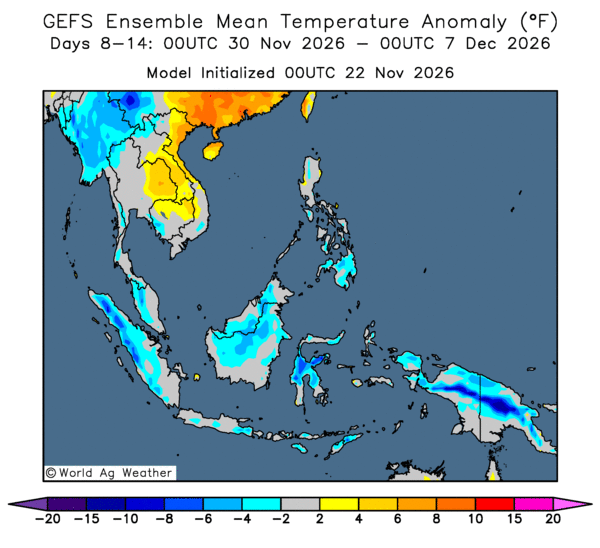 GEFS Ensemble Mean Temperature Anomaly (°F)
Days 8-14: 00UTC 30 Nov 2026 - 00UTC 7 Dec 2026
Model Initialized 00UTC 22 Nov 2026
©World Ag Weather
-20 -15 -10 -8 -6 -4 -2 2 4 6 8 10 15 20